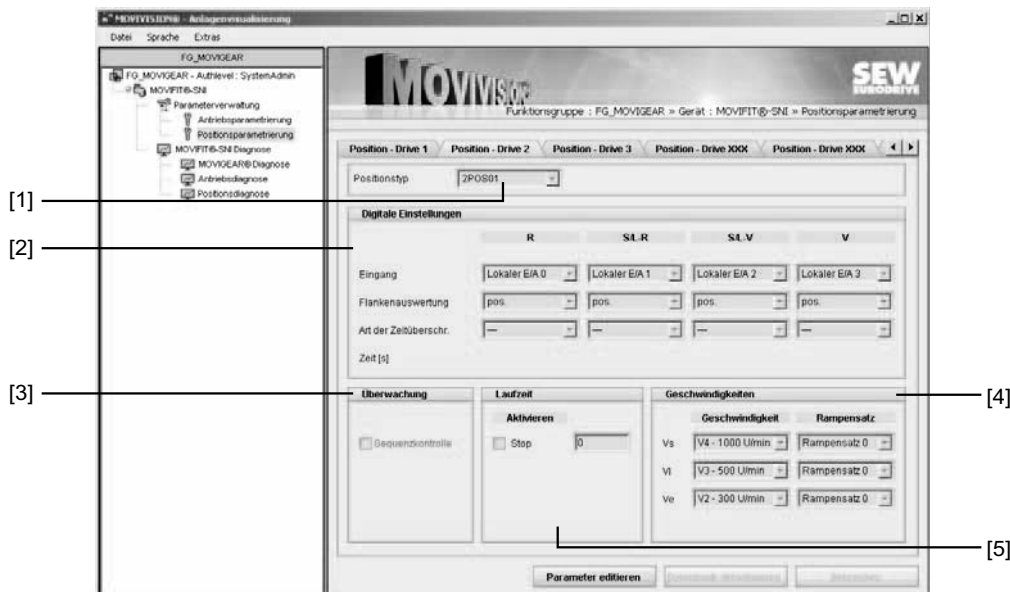 MOVIVISION® - Anlagenvisualisierung
Datei Sprache Extras
FG_MOVIGEAR
FG_MOVIGEAR - Authlevel : SystemAdmin
MOVIFIT®-SNI
Parameterverwaltung
Antriebsparametrierung
Positionsparametrierung
MOVIFIT®-SNI Diagnose
MOVIGEAR® Diagnose
Antriebsdiagnose
Positionsdiagnose
MOVIVISION
SEW
EURODRIVE
Funktionsgruppe : FG_MOVIGEAR » Gerät : MOVIFIT®-SNI » Positionsparametrierung
Position - Drive 1 Position - Drive 2 Position - Drive 3 Position - Drive XXX Position - Drive XXX
Positionstyp 2POS01
[1]
Digitale Einstellungen
[2]
R S/L-R S/L-V V
Eingang Lokaler E/A 0 Lokaler E/A 1 Lokaler E/A 2 Lokaler E/A 3
Flankenauswertung pos. pos. pos. pos.
Art der Zeitüberschr. --- --- --- ---
Zeit [s]
[3]
Überwachung Laufzeit Geschwindigkeiten
[4]
Aktivieren Geschwindigkeit Rampensatz
Sequenzkontrolle Stop 0 Vs V4 - 1000 U/min Rampensatz 0
Vl V3 - 500 U/min Rampensatz 0
Ve V2 - 300 U/min Rampensatz 0
[5]
Parameter editieren